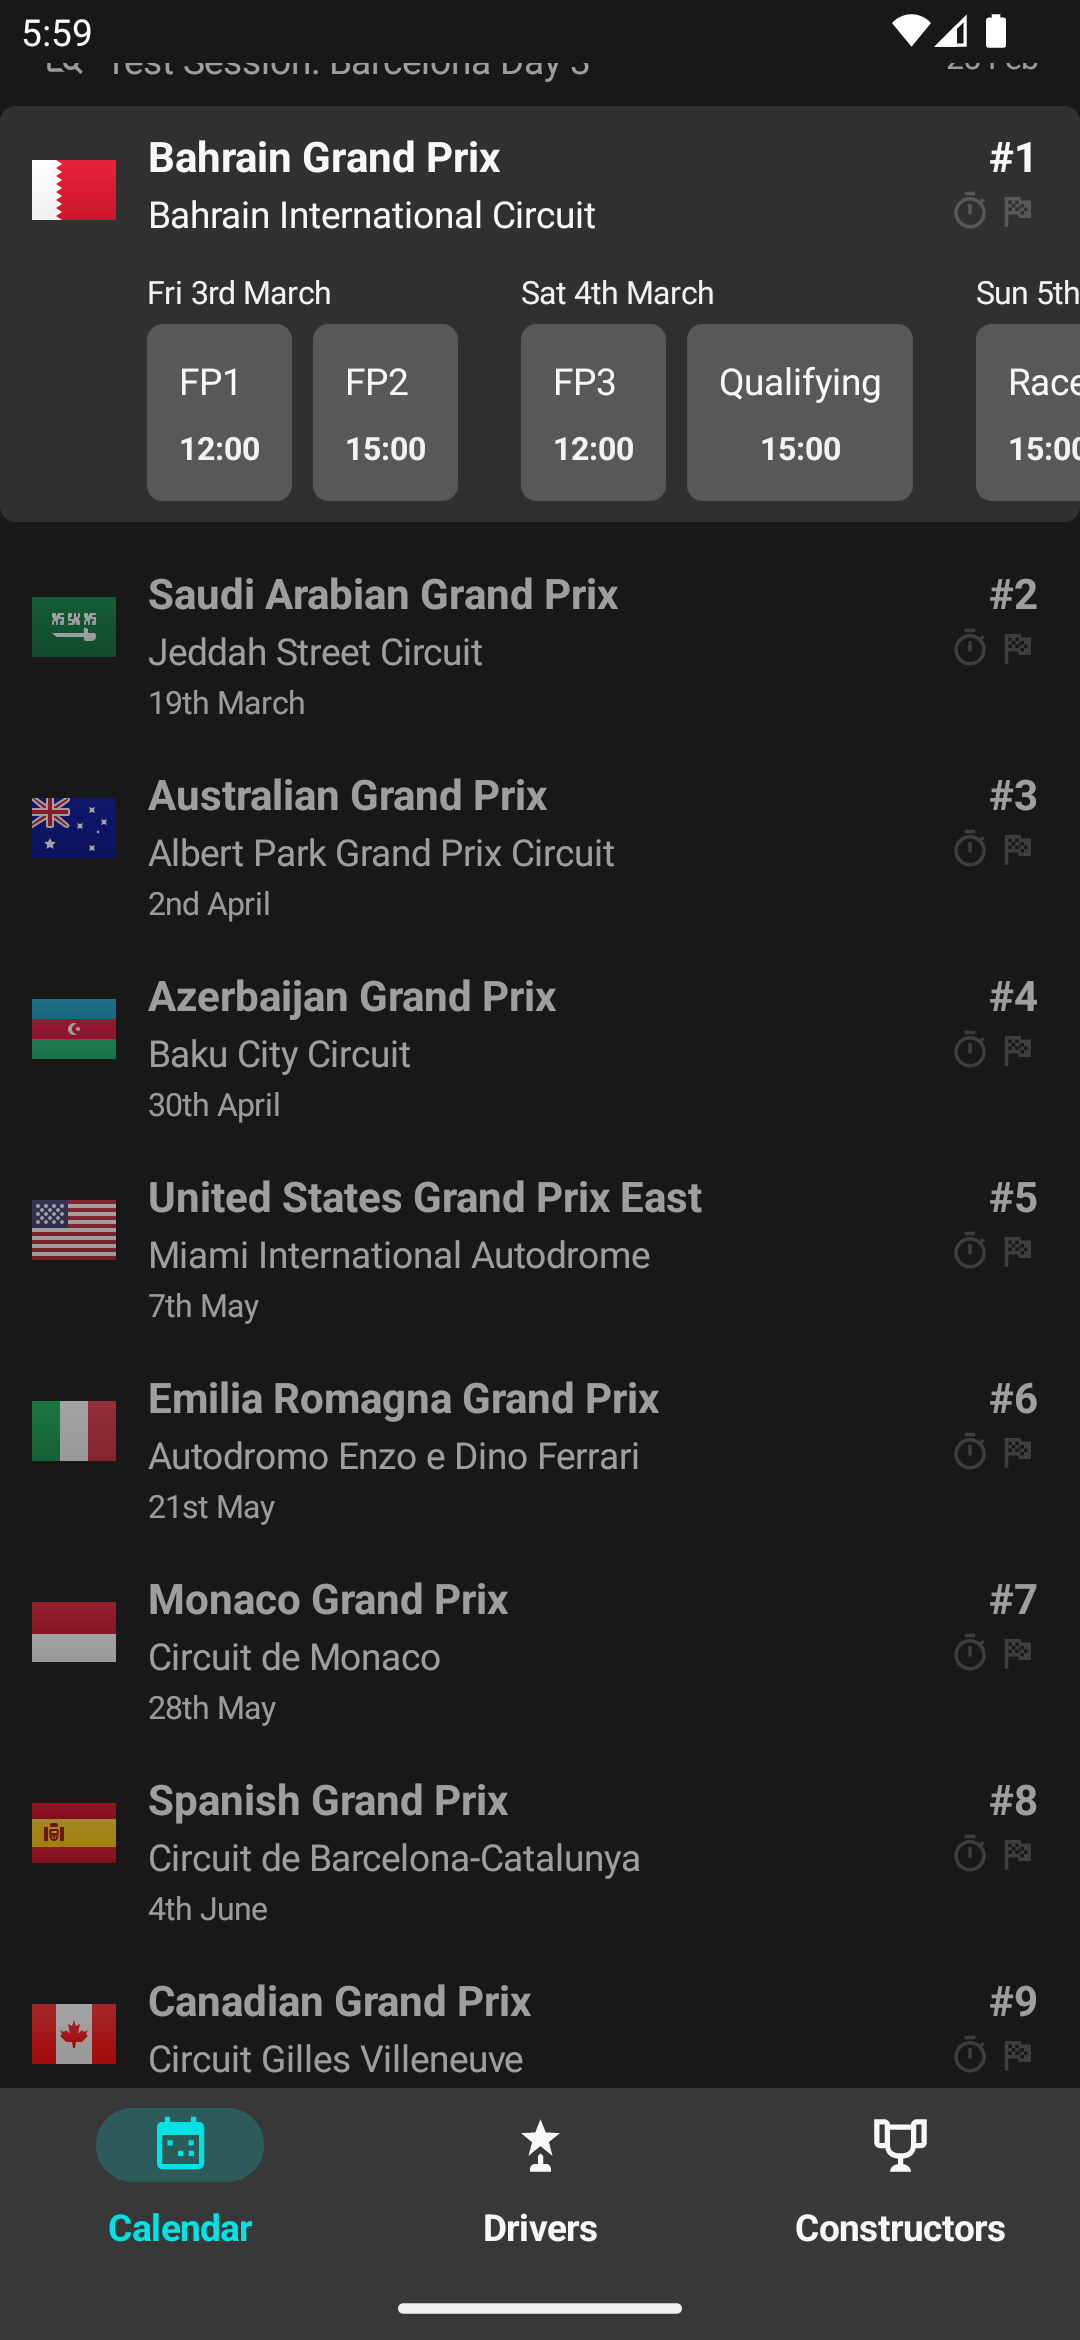 5:59
Test Session: Barcelona Day 3
Bahrain Grand Prix #1
Bahrain International Circuit
Fri 3rd March Sat 4th March Sun 5th
FP1 FP2 FP3 Qualifying Race
12:00 15:00 12:00 15:00 15:00
Saudi Arabian Grand Prix #2
Jeddah Street Circuit
19th March
Australian Grand Prix #3
Albert Park Grand Prix Circuit
2nd April
Azerbaijan Grand Prix #4
Baku City Circuit
30th April
United States Grand Prix East #5
Miami International Autodrome
7th May
Emilia Romagna Grand Prix #6
Autodromo Enzo e Dino Ferrari
21st May
Monaco Grand Prix #7
Circuit de Monaco
28th May
Spanish Grand Prix #8
Circuit de Barcelona-Catalunya
4th June
Canadian Grand Prix #9
Circuit Gilles Villeneuve
Calendar Drivers Constructors